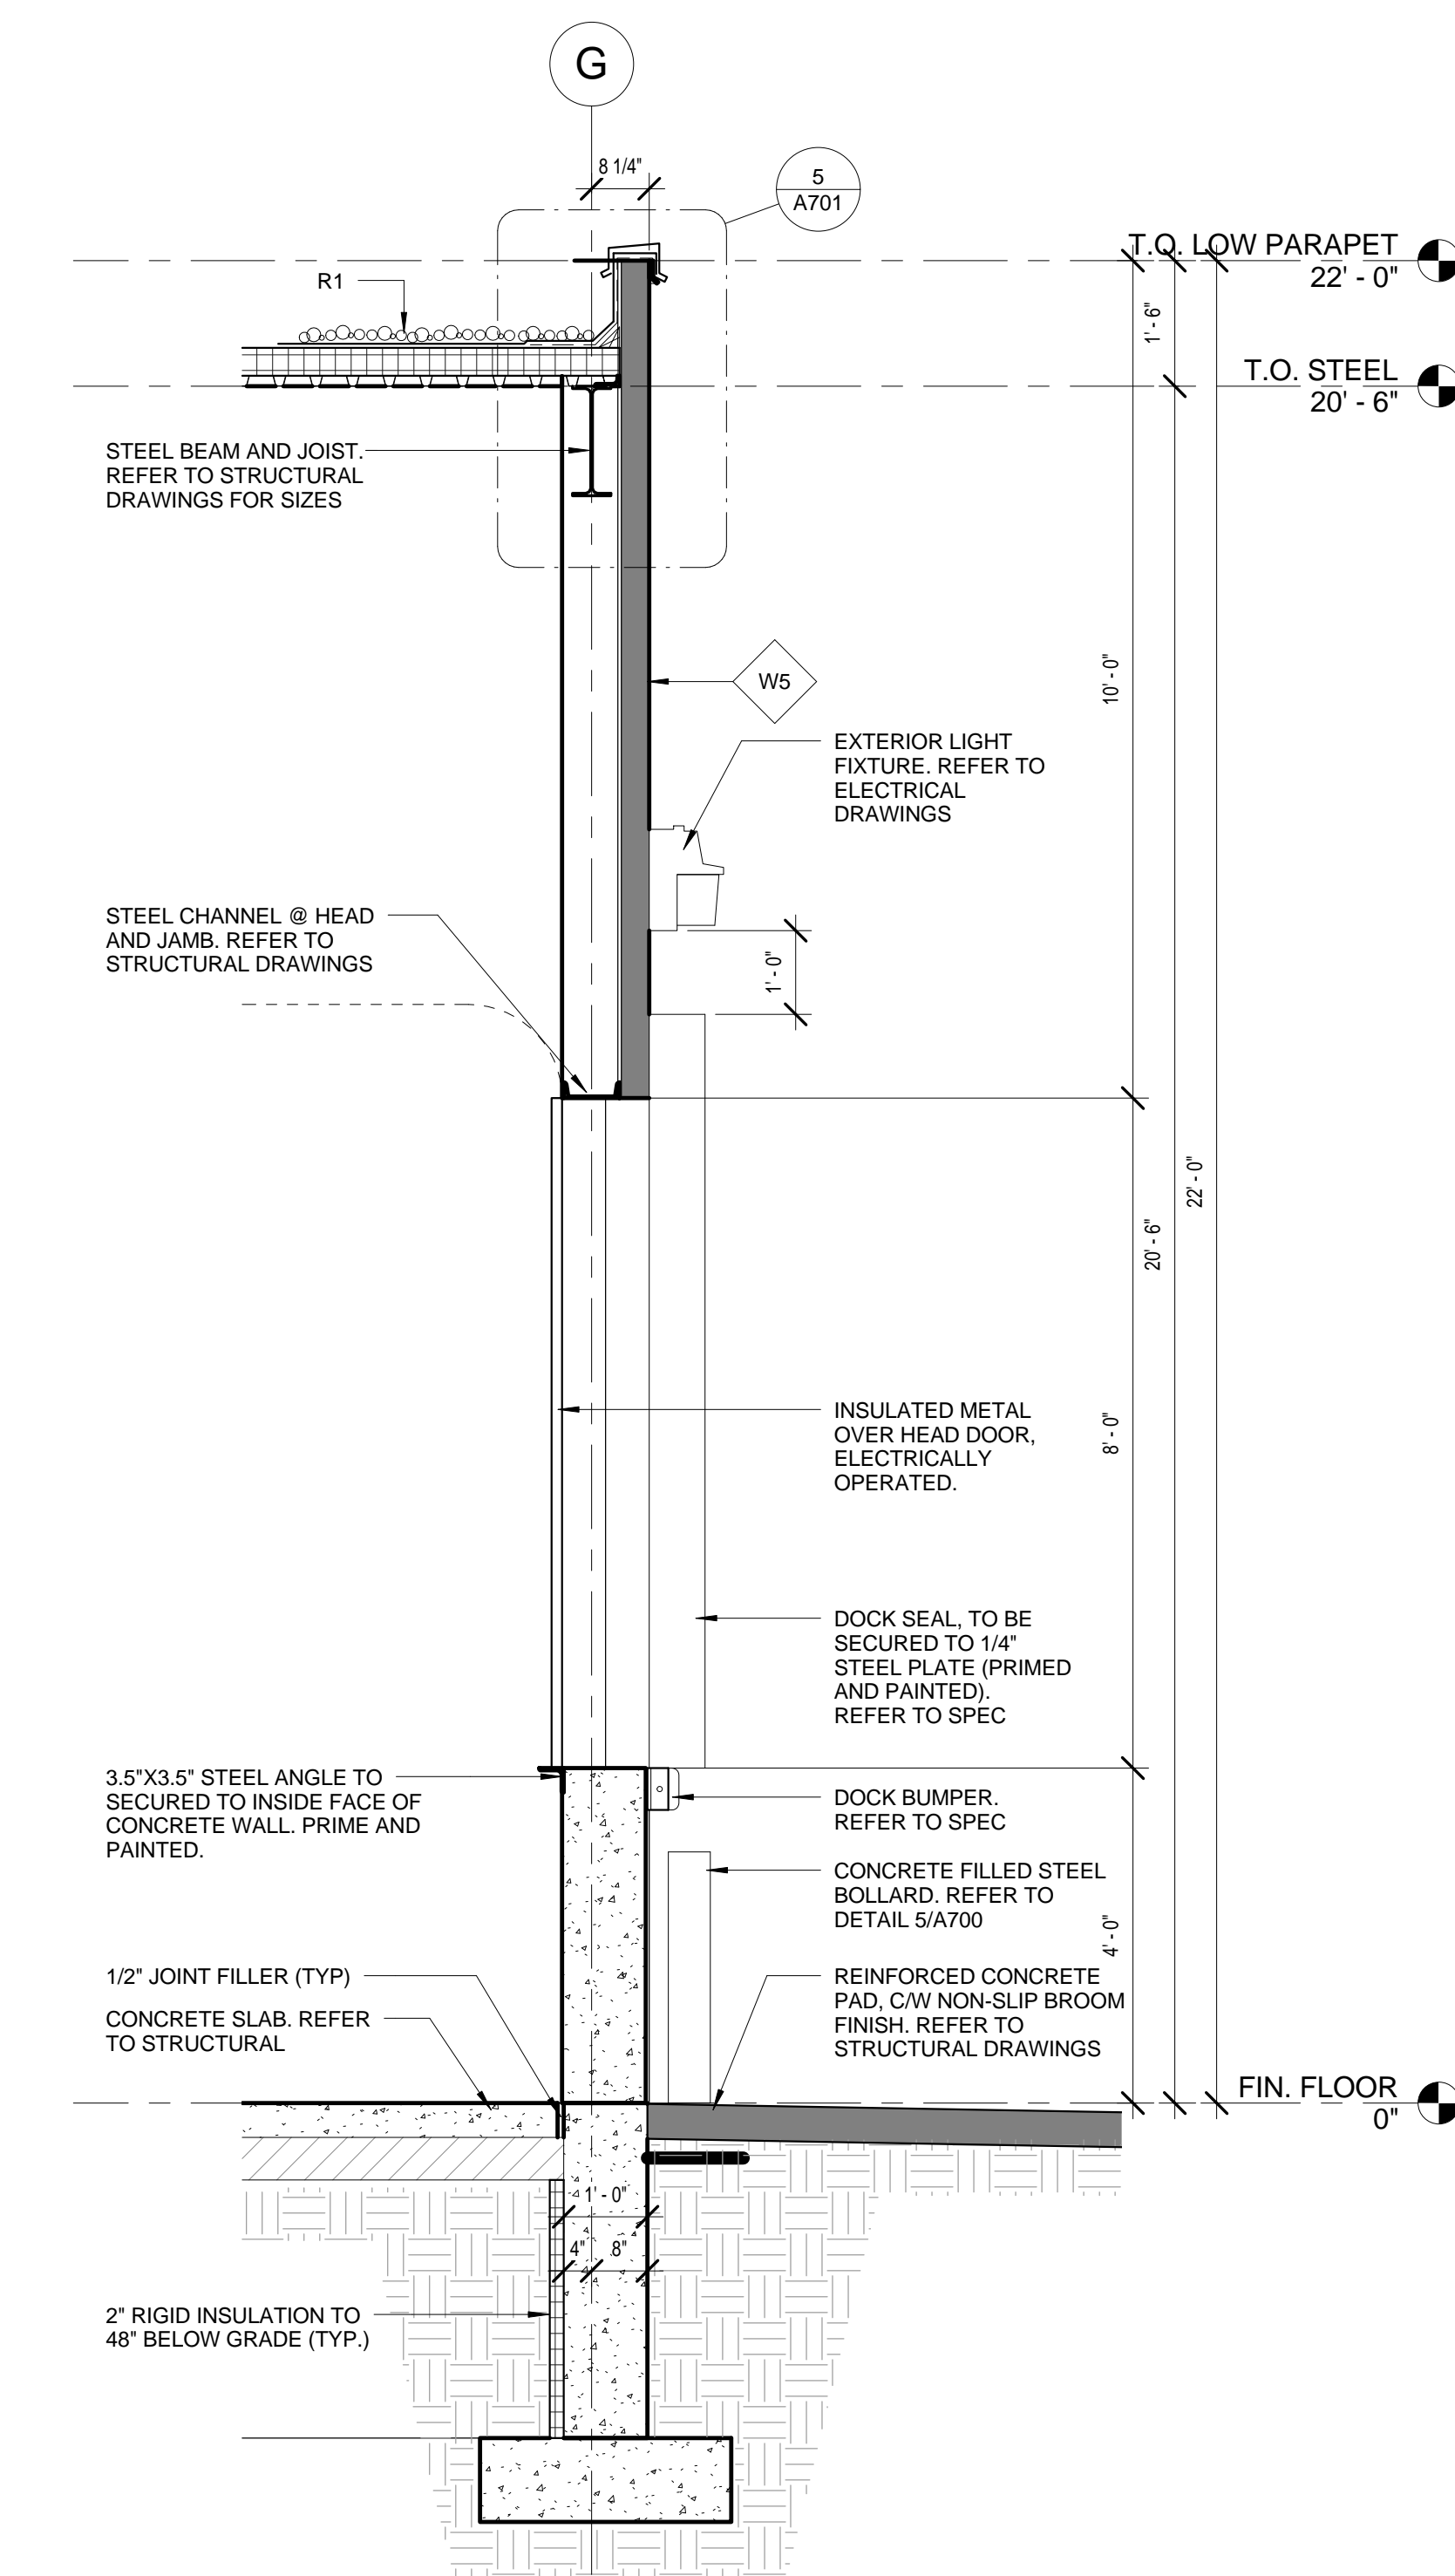 G
8 1/4"
5
A701
T.O. LOW PARAPET
22' - 0"
R1
1' - 6"
T.O. STEEL
20' - 6"
STEEL BEAM AND JOIST.
REFER TO STRUCTURAL
DRAWINGS FOR SIZES
W5
10' - 0"
EXTERIOR LIGHT
FIXTURE. REFER TO
ELECTRICAL
DRAWINGS
STEEL CHANNEL @ HEAD
AND JAMB. REFER TO
STRUCTURAL DRAWINGS
1' - 0"
22' - 0"
20' - 6"
8' - 0"
INSULATED METAL
OVER HEAD DOOR,
ELECTRICALLY
OPERATED.
DOCK SEAL, TO BE
SECURED TO 1/4"
STEEL PLATE (PRIMED
AND PAINTED).
REFER TO SPEC
3.5"X3.5" STEEL ANGLE TO
SECURED TO INSIDE FACE OF
CONCRETE WALL. PRIME AND
PAINTED.
DOCK BUMPER.
REFER TO SPEC
CONCRETE FILLED STEEL
BOLLARD. REFER TO
DETAIL 5/A700
4' - 0"
1/2" JOINT FILLER (TYP)
CONCRETE SLAB. REFER
TO STRUCTURAL
REINFORCED CONCRETE
PAD, C/W NON-SLIP BROOM
FINISH. REFER TO
STRUCTURAL DRAWINGS
FIN. FLOOR
0"
1' - 0"
4" 8"
2" RIGID INSULATION TO
48" BELOW GRADE (TYP.)